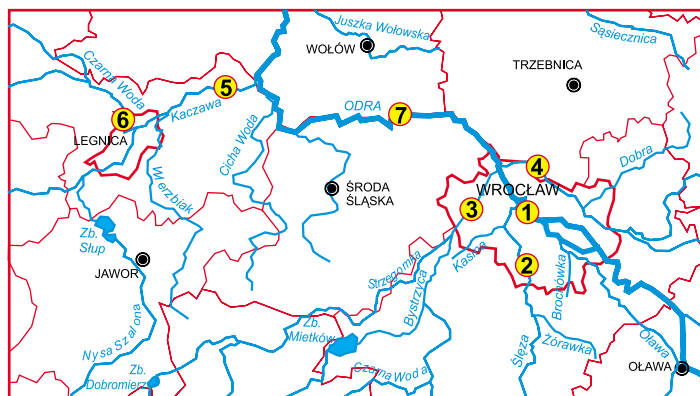 Juszka Wołowska
Sąsiecznica
WOŁÓW
TRZEBNICA
Czarna Woda
5
ODRA
7
Kaczawa
6
LEGNICA
Cicha Woda
Dobra
4
WROCŁAW
Wierzbiak
ŚRODA
ŚLĄSKA
3
1
Zb.
Słup
JAWOR
Strzegomka
Kasina
2
Bystrzyca
Brochówka
Nysa Szalona
Zb.
Mietków
Ślęza
Żórawka
Oława
OŁAWA
Czarna Woda
Zb.
Dobromierz